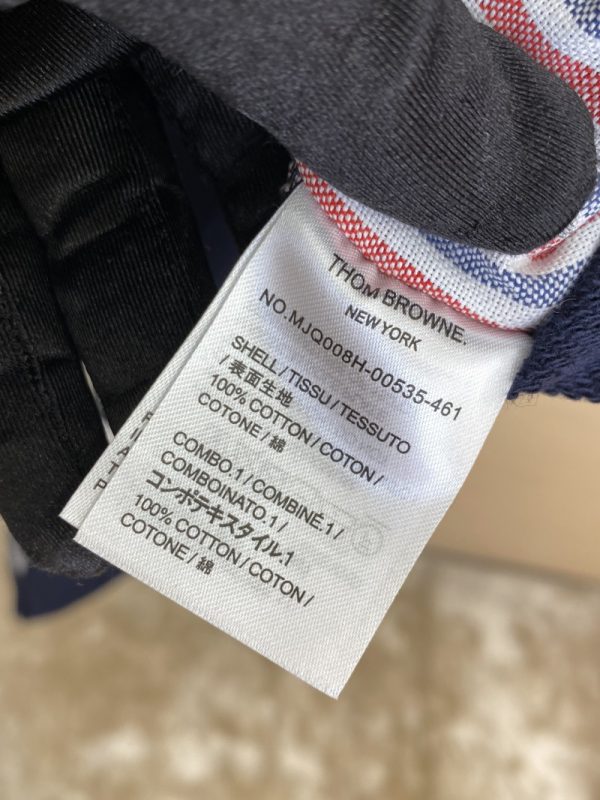 THOM BROWNE.
NEW YORK
NO.MJQ008H-00535-461
SHELL / TISSU / TESSUTO
/ 表面生地
100% COTTON / COTON /
COTONE / 綿
COMBO.1 / COMBINÉ.1 /
COMBOINATO.1 /
コンポテキスタイル.1
100% COTTON / COTON /
COTONE / 綿